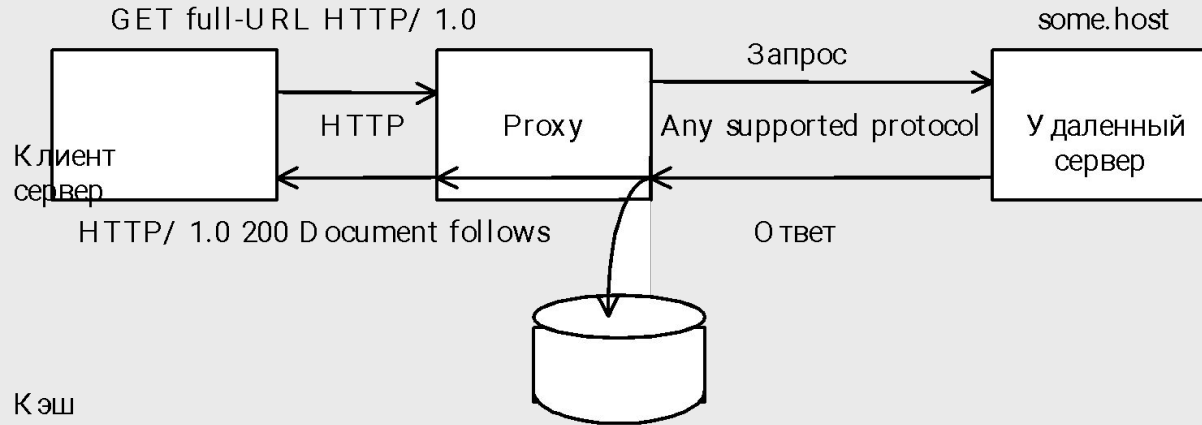 GET full-URL HTTP/ 1.0
some.host
Запрос
HTTP
Proxy
Any supported protocol
Удаленный
сервер
Клиент
сервер
HTTP/ 1.0 200 Document follows
Ответ
Кэш